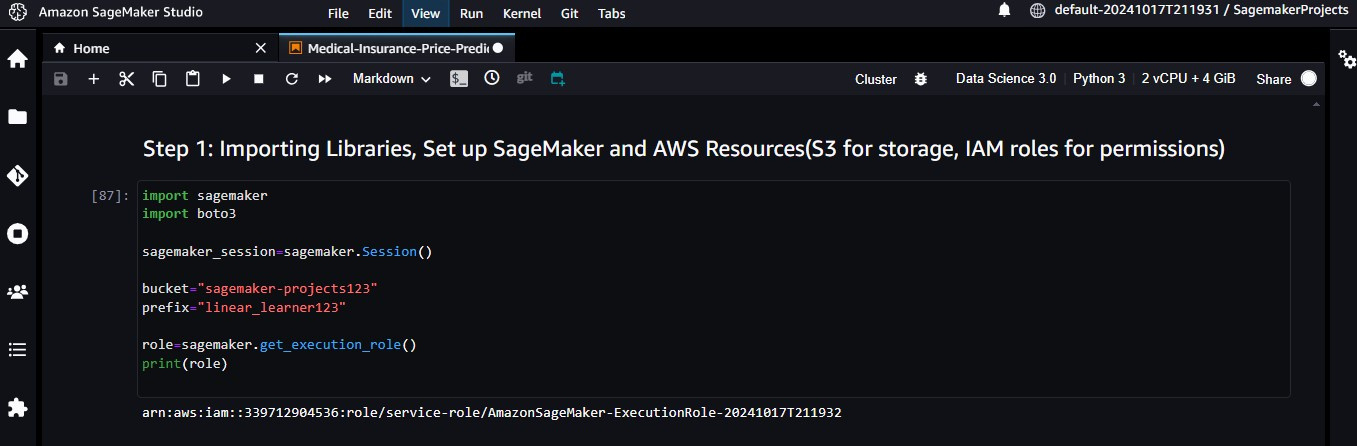 Amazon SageMaker Studio File Edit View Run Kernel Git Tabs default-20241017T211931 / SagemakerProjects
Home Medical-Insurance-Price-Predi
Markdown git Cluster Data Science 3.0 Python 3 2 vCPU + 4 GiB Share
Step 1: Importing Libraries, Set up SageMaker and AWS Resources(S3 for storage, IAM roles for permissions)
[87]: import sagemaker
import boto3
sagemaker_session=sagemaker.Session()
bucket="sagemaker-projects123"
prefix="linear_learner123"
role=sagemaker.get_execution_role()
print(role)
arn:aws:iam::339712904536:role/service-role/AmazonSageMaker-ExecutionRole-20241017T211932